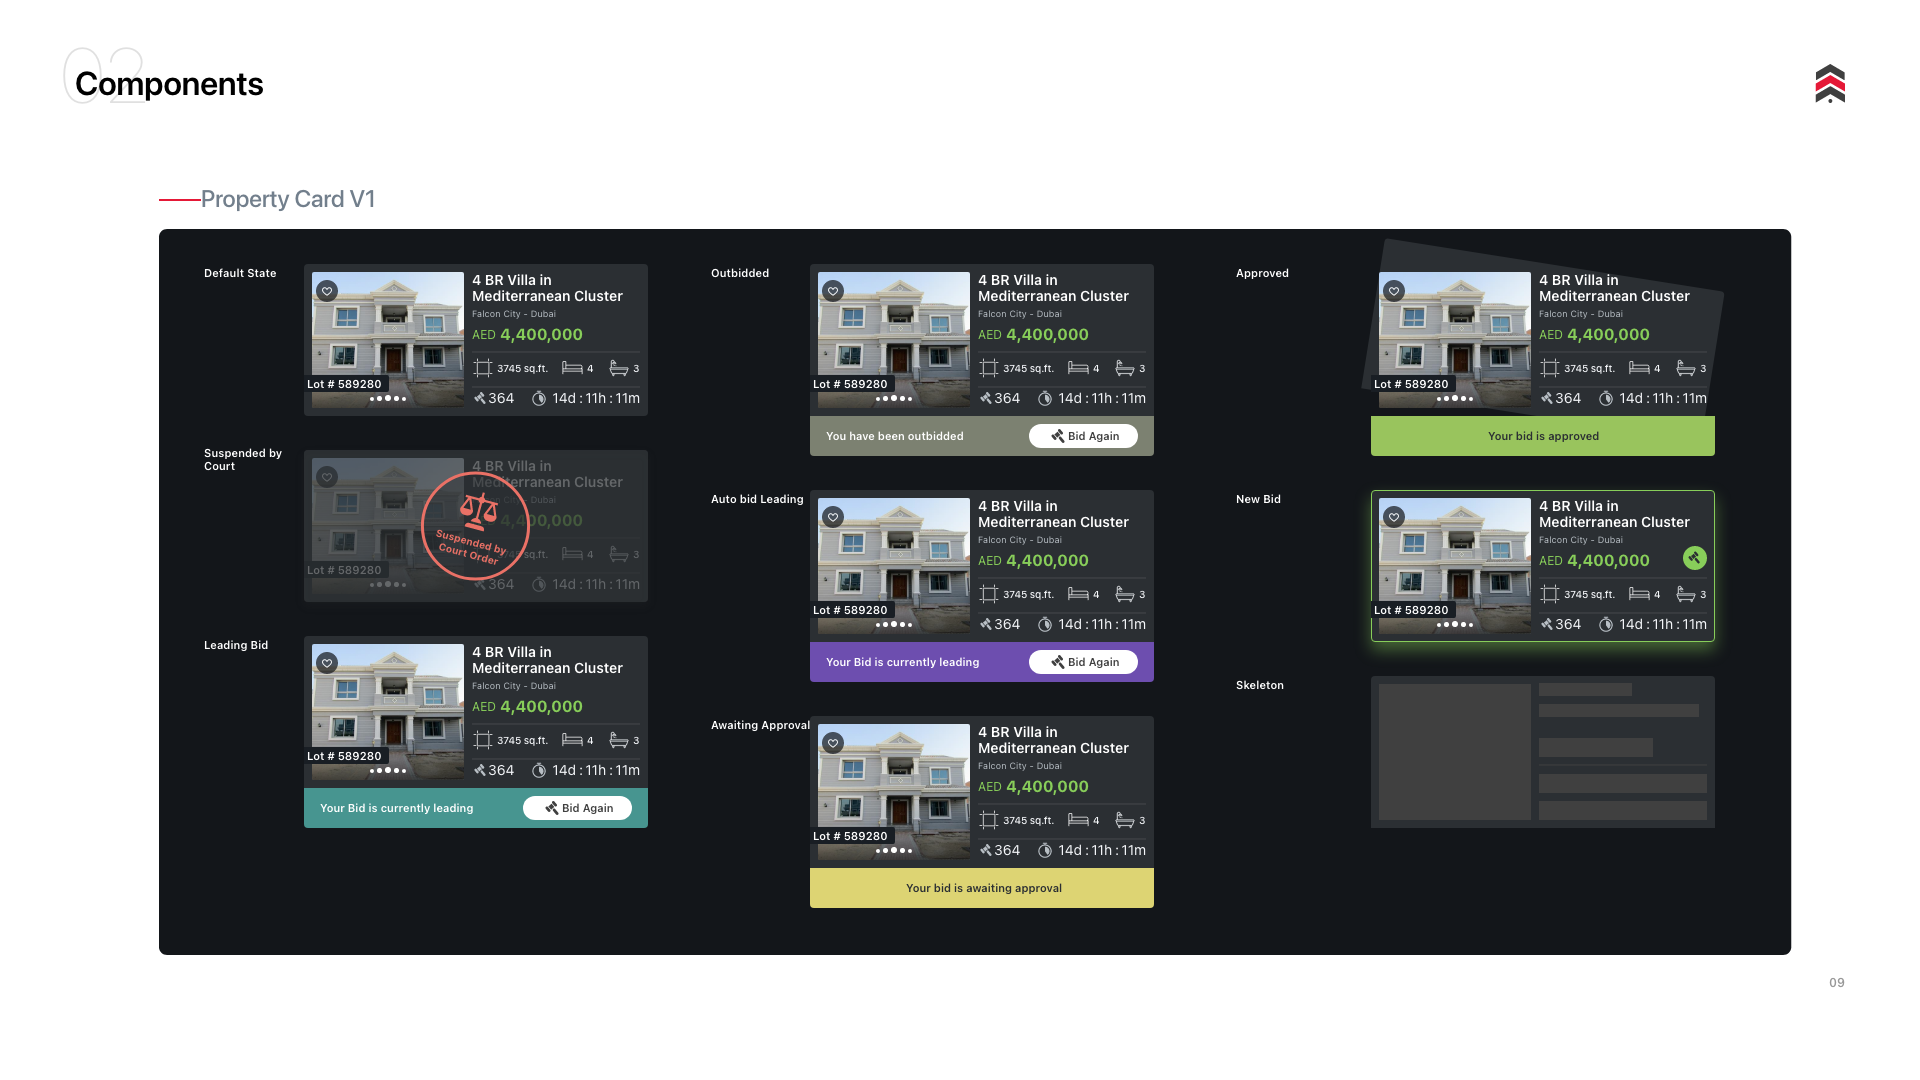 02
Components
Property Card V1
Default State
4 BR Villa in
Mediterranean Cluster
Falcon City - Dubai
AED 4,400,000
3745 sq.ft. 4 3
Lot # 589280
364 14d : 11h : 11m
Suspended by
Court
4 BR Villa in
Mediterranean Cluster
Dubai
4,400,000
Suspended by
Court Order
sq.ft. 4 3
Lot # 589280
364 14d : 11h : 11m
Leading Bid
4 BR Villa in
Mediterranean Cluster
Falcon City - Dubai
AED 4,400,000
3745 sq.ft. 4 3
Lot # 589280
364 14d : 11h : 11m
Your Bid is currently leading Bid Again
Outbidded
4 BR Villa in
Mediterranean Cluster
Falcon City - Dubai
AED 4,400,000
3745 sq.ft. 4 3
Lot # 589280
364 14d : 11h : 11m
You have been outbidded Bid Again
Auto bid Leading
4 BR Villa in
Mediterranean Cluster
Falcon City - Dubai
AED 4,400,000
3745 sq.ft. 4 3
Lot # 589280
364 14d : 11h : 11m
Your Bid is currently leading Bid Again
Awaiting Approval
4 BR Villa in
Mediterranean Cluster
Falcon City - Dubai
AED 4,400,000
3745 sq.ft. 4 3
Lot # 589280
364 14d : 11h : 11m
Your bid is awaiting approval
Approved
4 BR Villa in
Mediterranean Cluster
Falcon City - Dubai
AED 4,400,000
3745 sq.ft. 4 3
Lot # 589280
364 14d : 11h : 11m
Your bid is approved
New Bid
4 BR Villa in
Mediterranean Cluster
Falcon City - Dubai
AED 4,400,000
3745 sq.ft. 4 3
Lot # 589280
364 14d : 11h : 11m
Skeleton
09